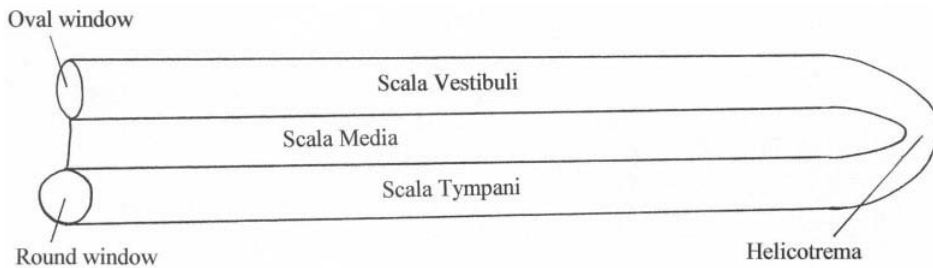 Oval window
Scala Vestibuli
Scala Media
Scala Tympani
Round window
Helicotrema